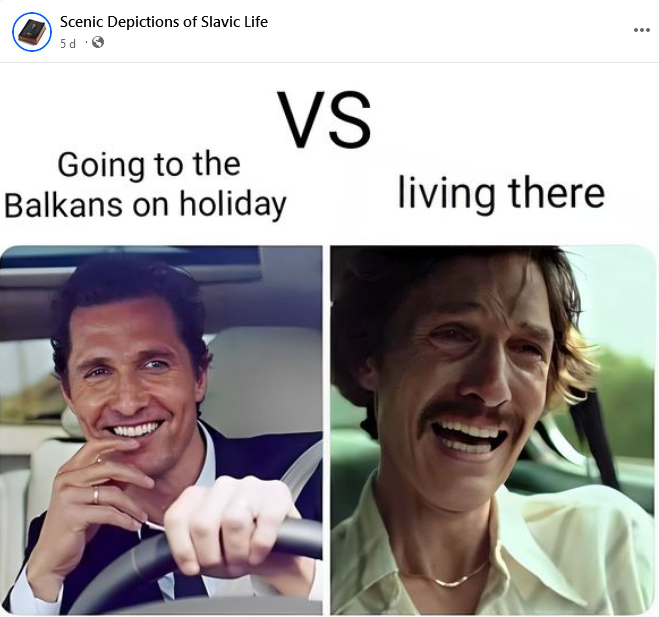 Scenic Depictions of Slavic Life
5 d
VS
Going to the
Balkans on holiday
living there